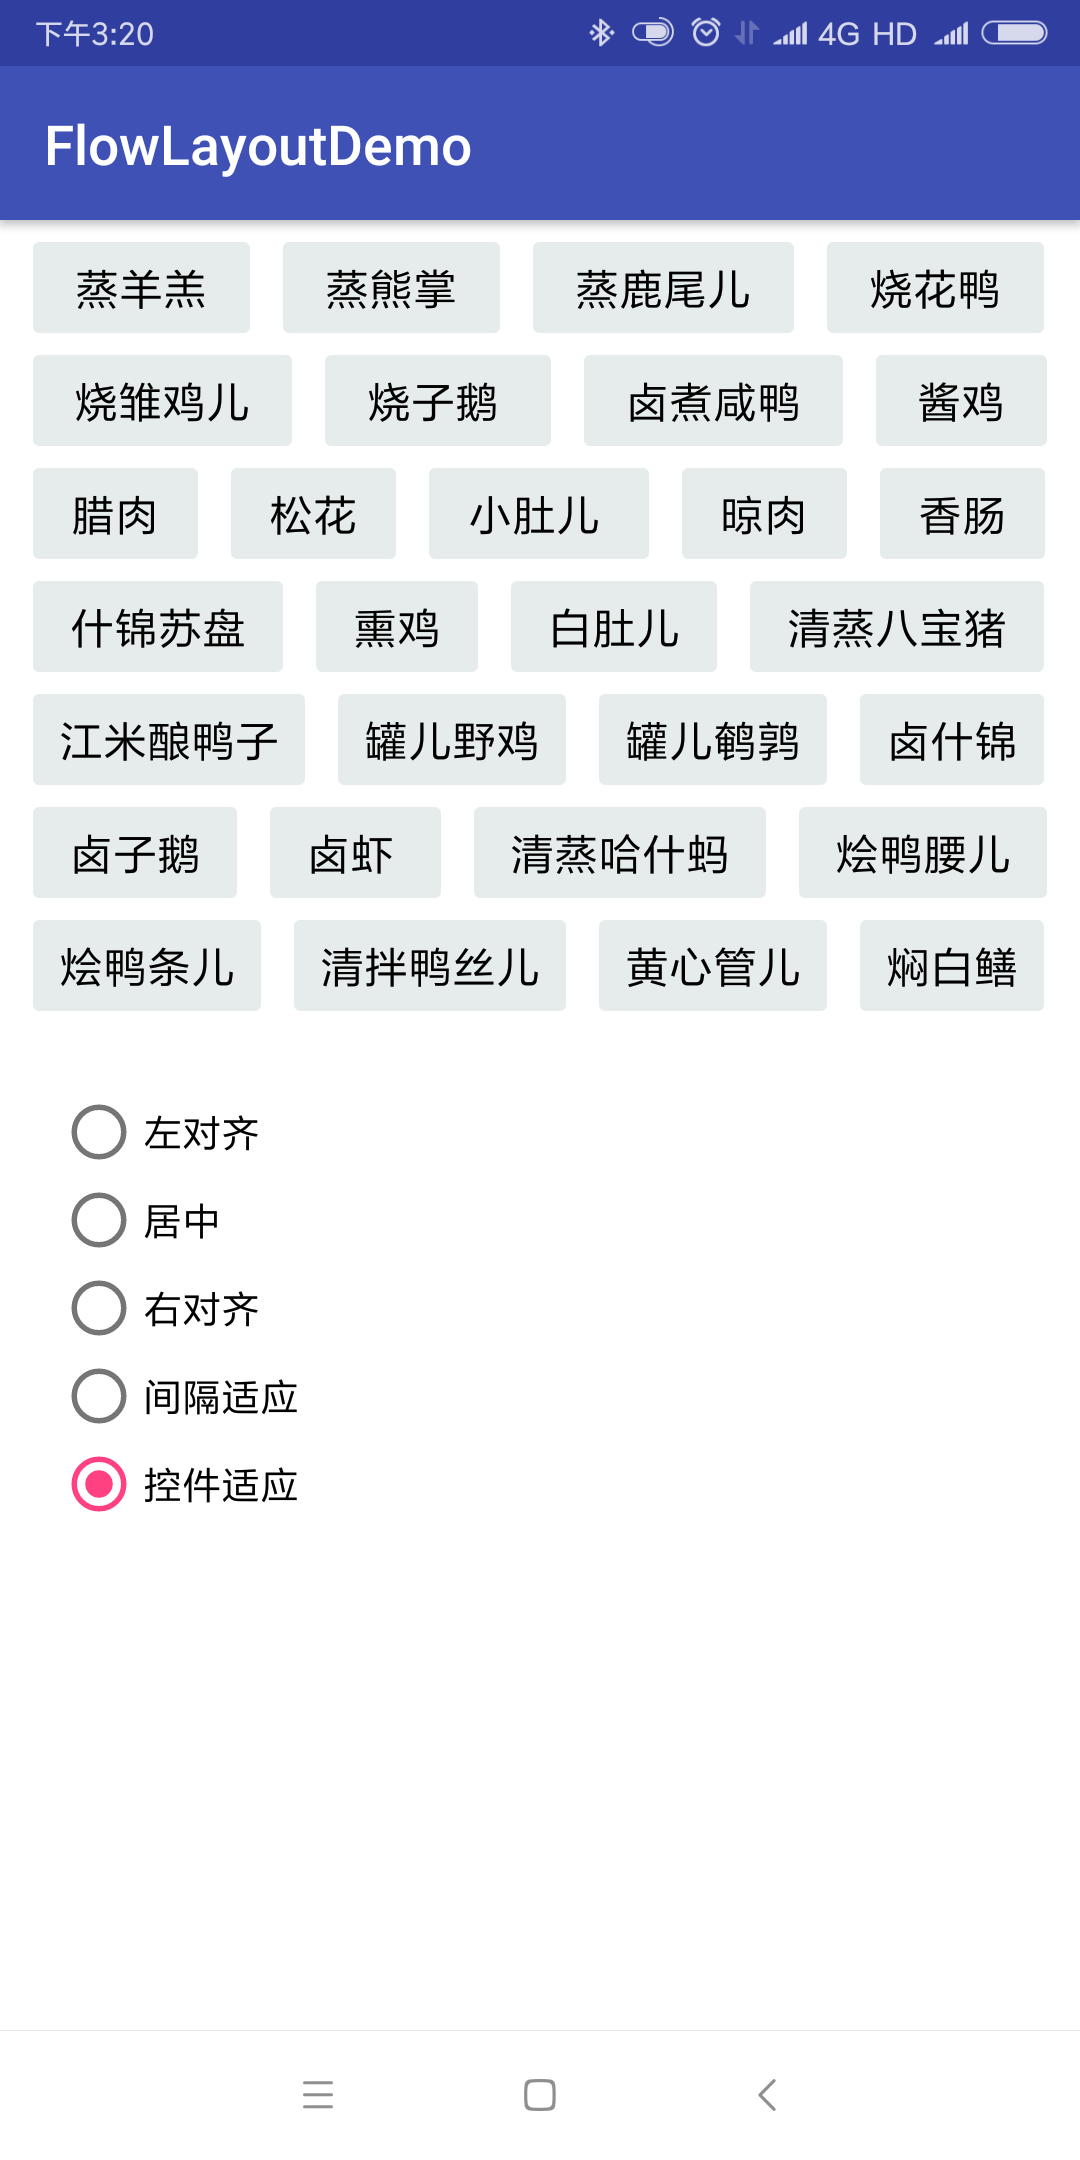 下午3:20 4G HD
FlowLayoutDemo
蒸羊羔 蒸熊掌 蒸鹿尾儿 烧花鸭
烧雏鸡儿 烧子鹅 卤煮咸鸭 酱鸡
腊肉 松花 小肚儿 晾肉 香肠
什锦苏盘 熏鸡 白肚儿 清蒸八宝猪
江米酿鸭子 罐儿野鸡 罐儿鹌鹑 卤什锦
卤子鹅 卤虾 清蒸哈什蚂 烩鸭腰儿
烩鸭条儿 清拌鸭丝儿 黄心管儿 焖白鳝
左对齐
居中
右对齐
间隔适应
控件适应